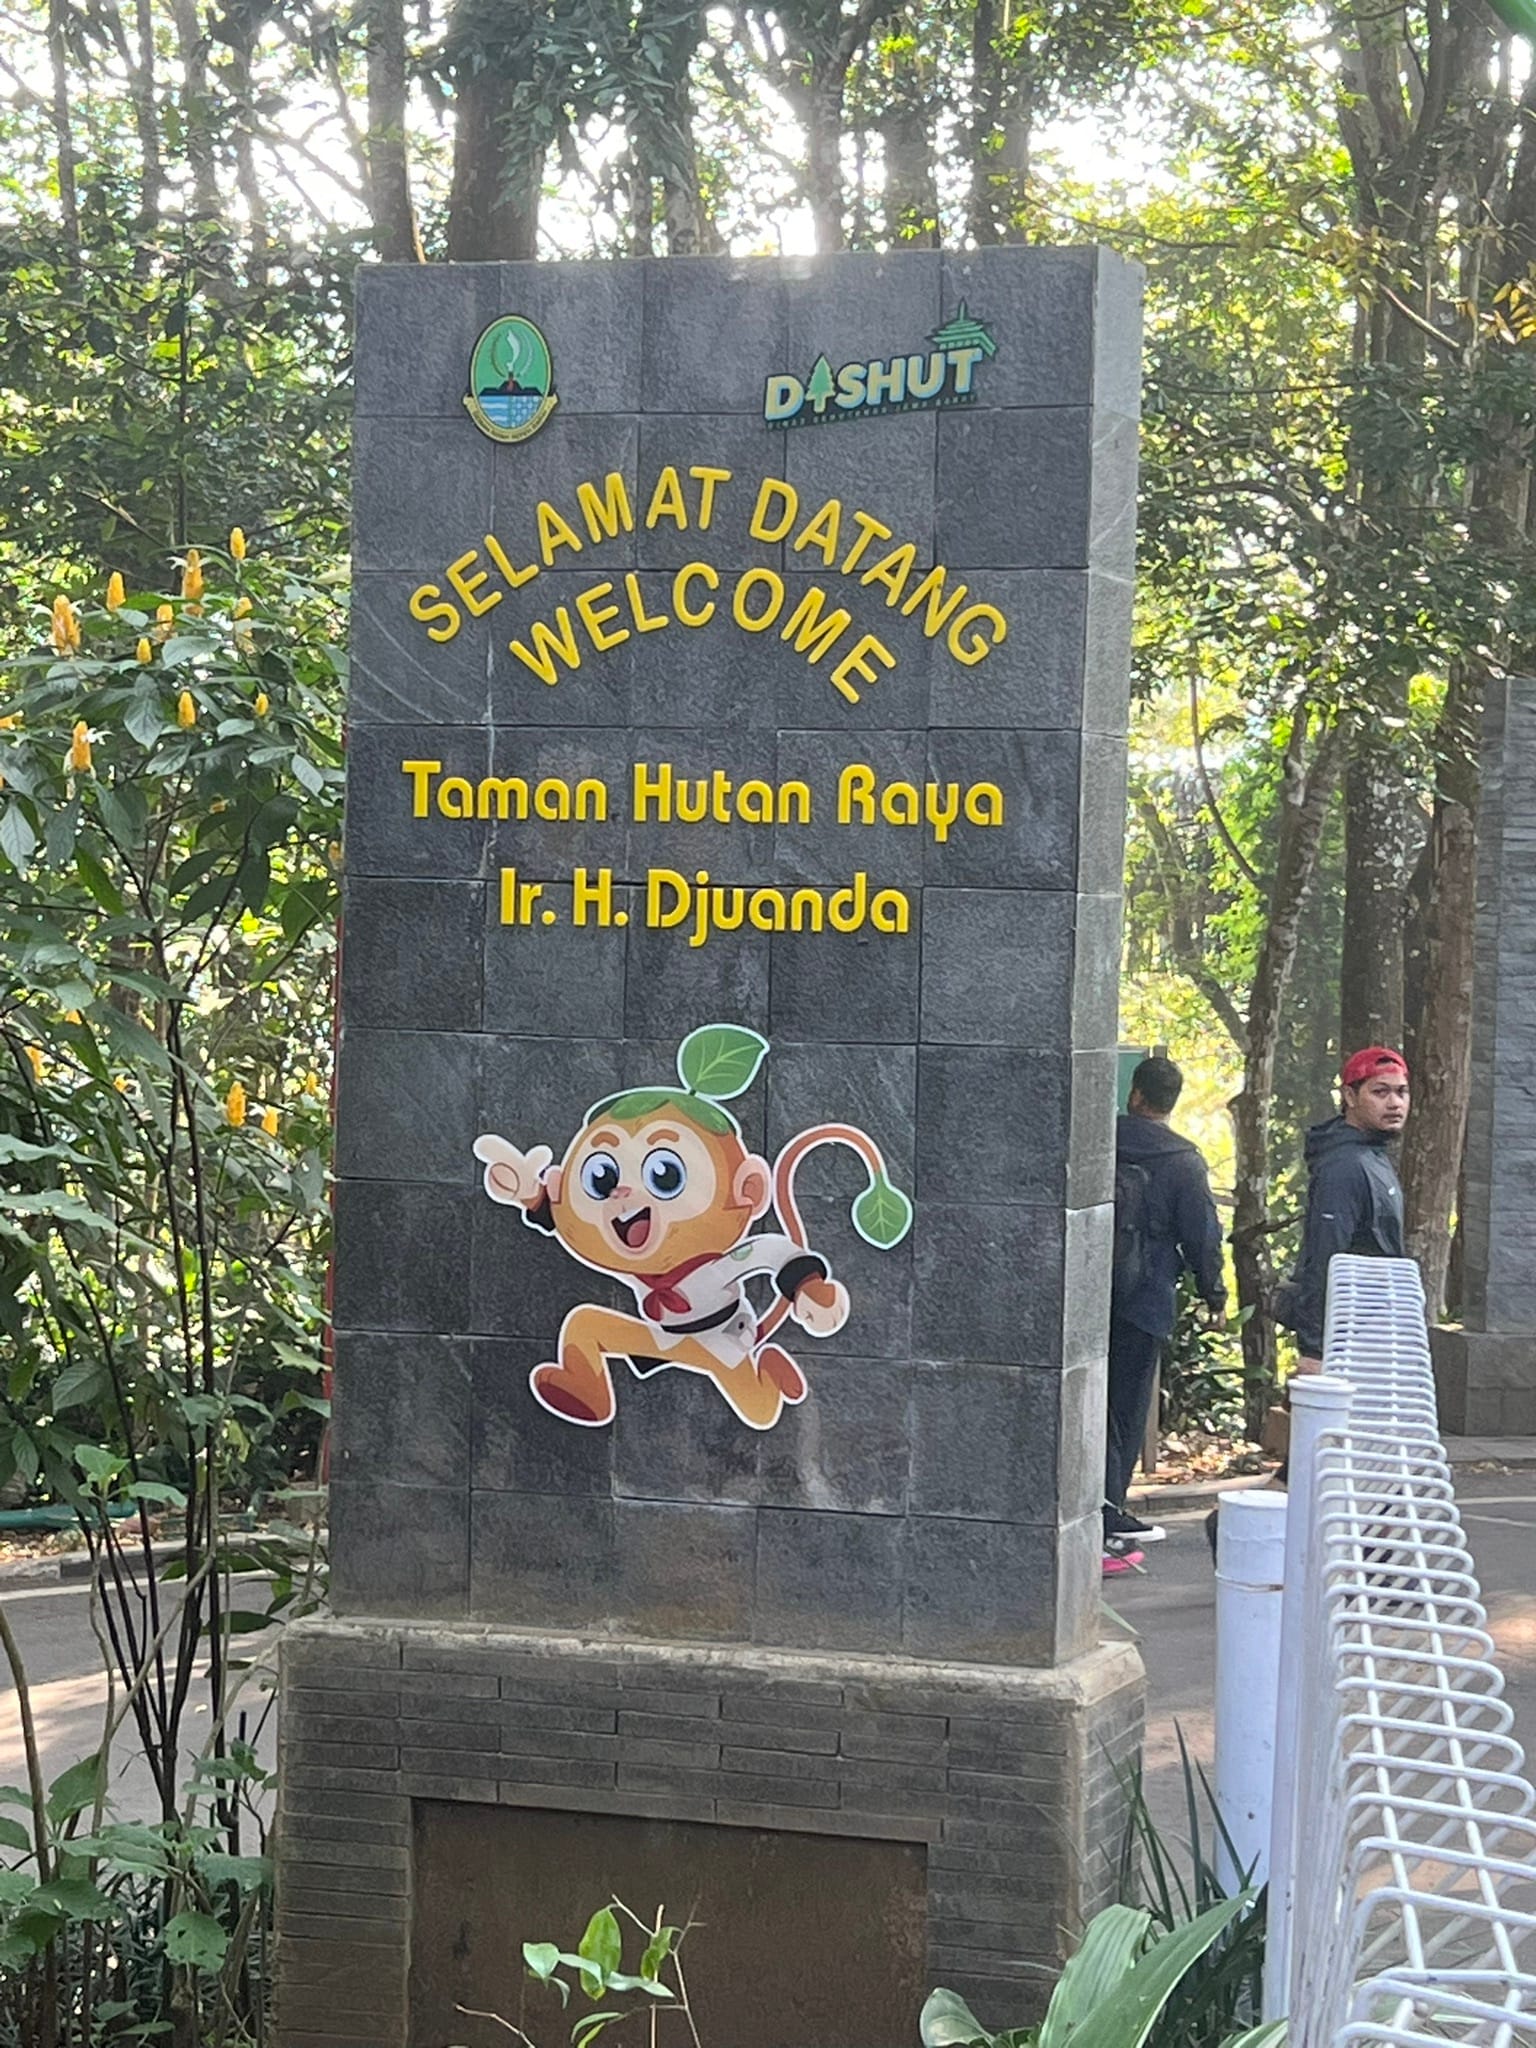 DISHUT
SELAMAT DATANG
WELCOME
Taman Hutan Raya
Ir. H. Djuanda